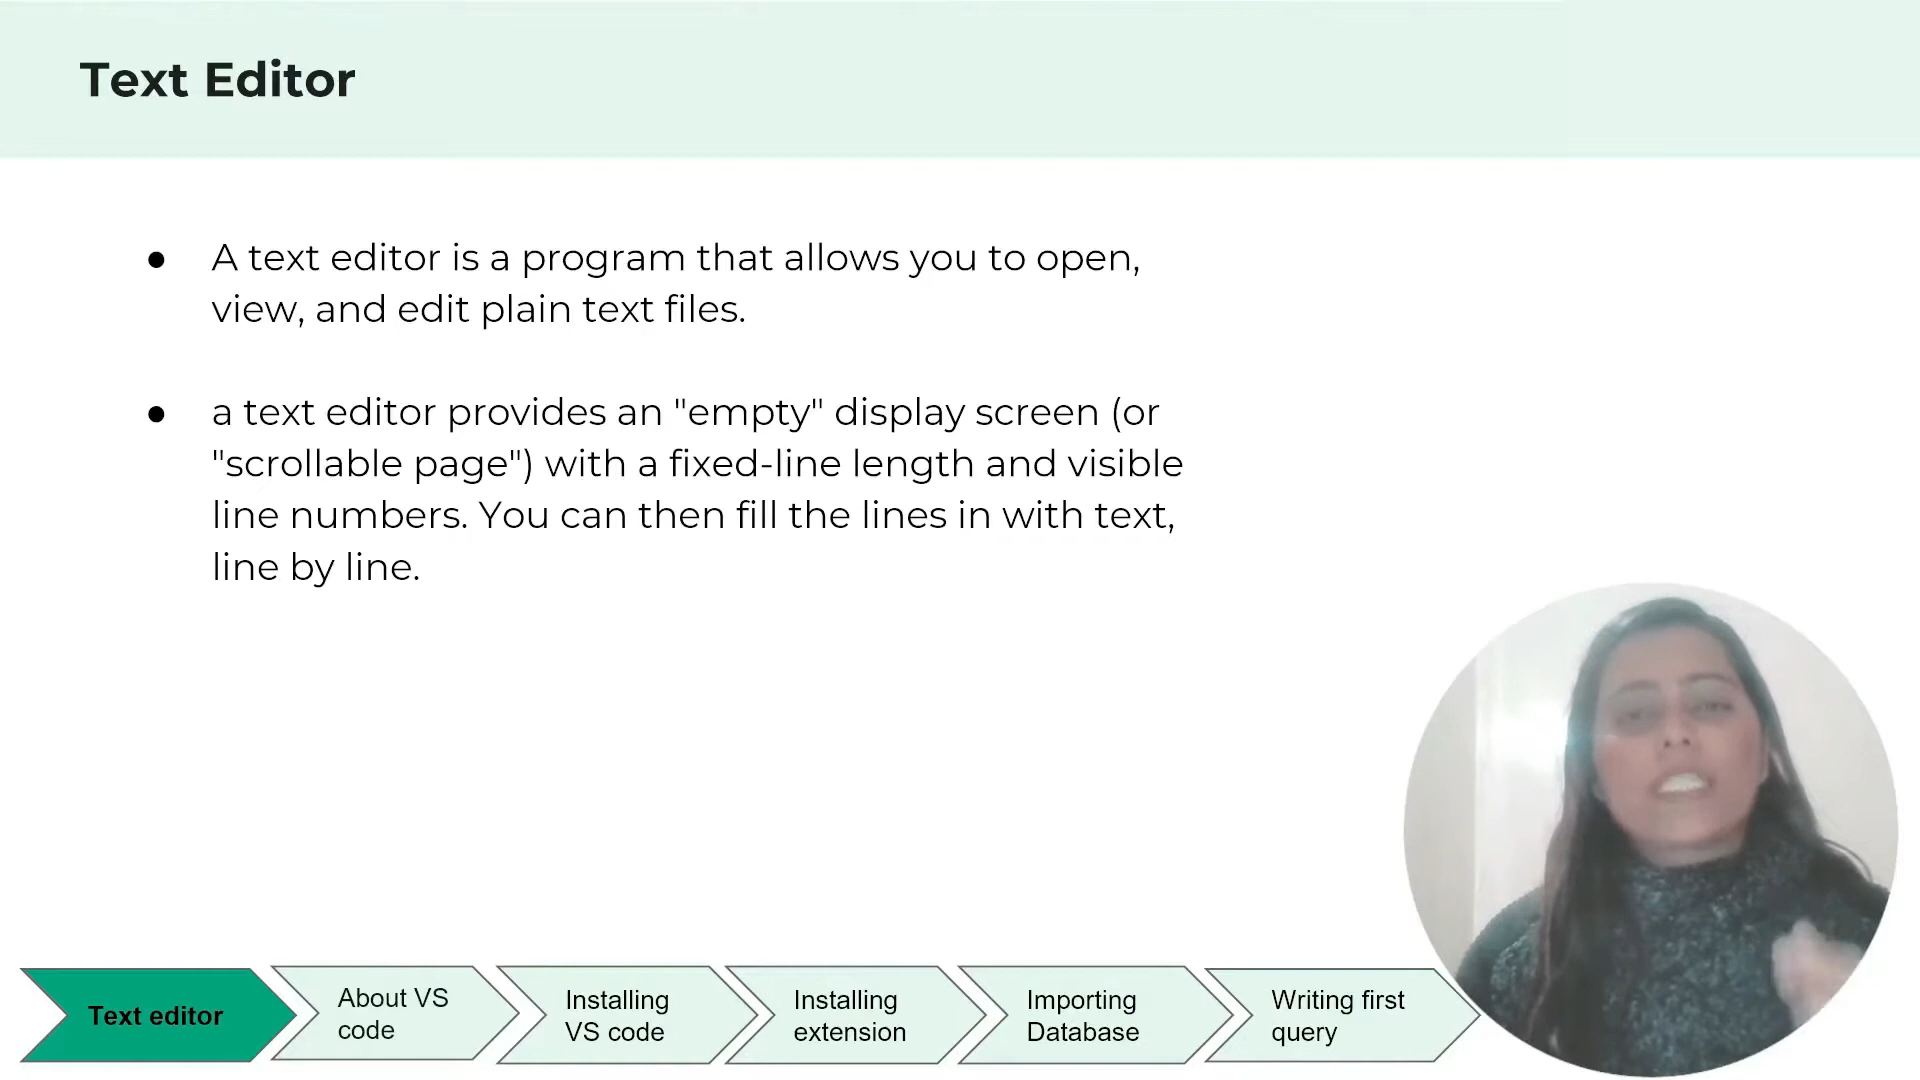 Text Editor
● A text editor is a program that allows you to open,
view, and edit plain text files.
● a text editor provides an "empty" display screen (or
"scrollable page") with a fixed-line length and visible
line numbers. You can then fill the lines in with text,
line by line.
Text editor
About VS
code
Installing
VS code
Installing
extension
Importing
Database
Writing first
query